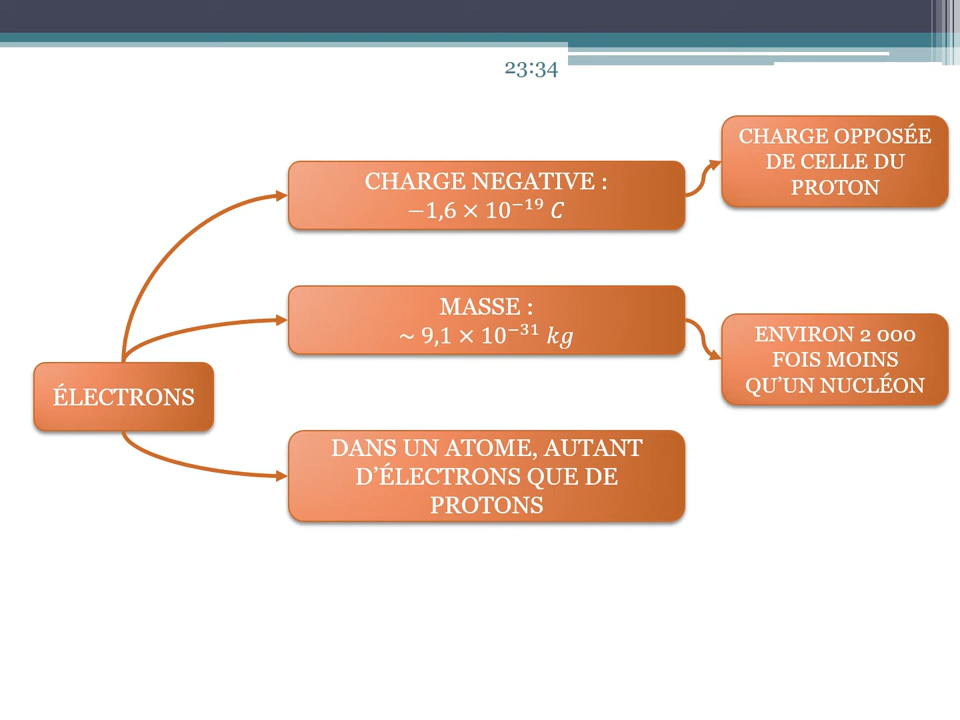 23:34
CHARGE OPPOSÉE
DE CELLE DU
PROTON
CHARGE NEGATIVE :
−1,6 × 10⁻¹⁹ C
MASSE :
~ 9,1 × 10⁻³¹ kg
ENVIRON 2 000
FOIS MOINS
QU’UN NUCLÉON
ÉLECTRONS
DANS UN ATOME, AUTANT
D’ÉLECTRONS QUE DE
PROTONS